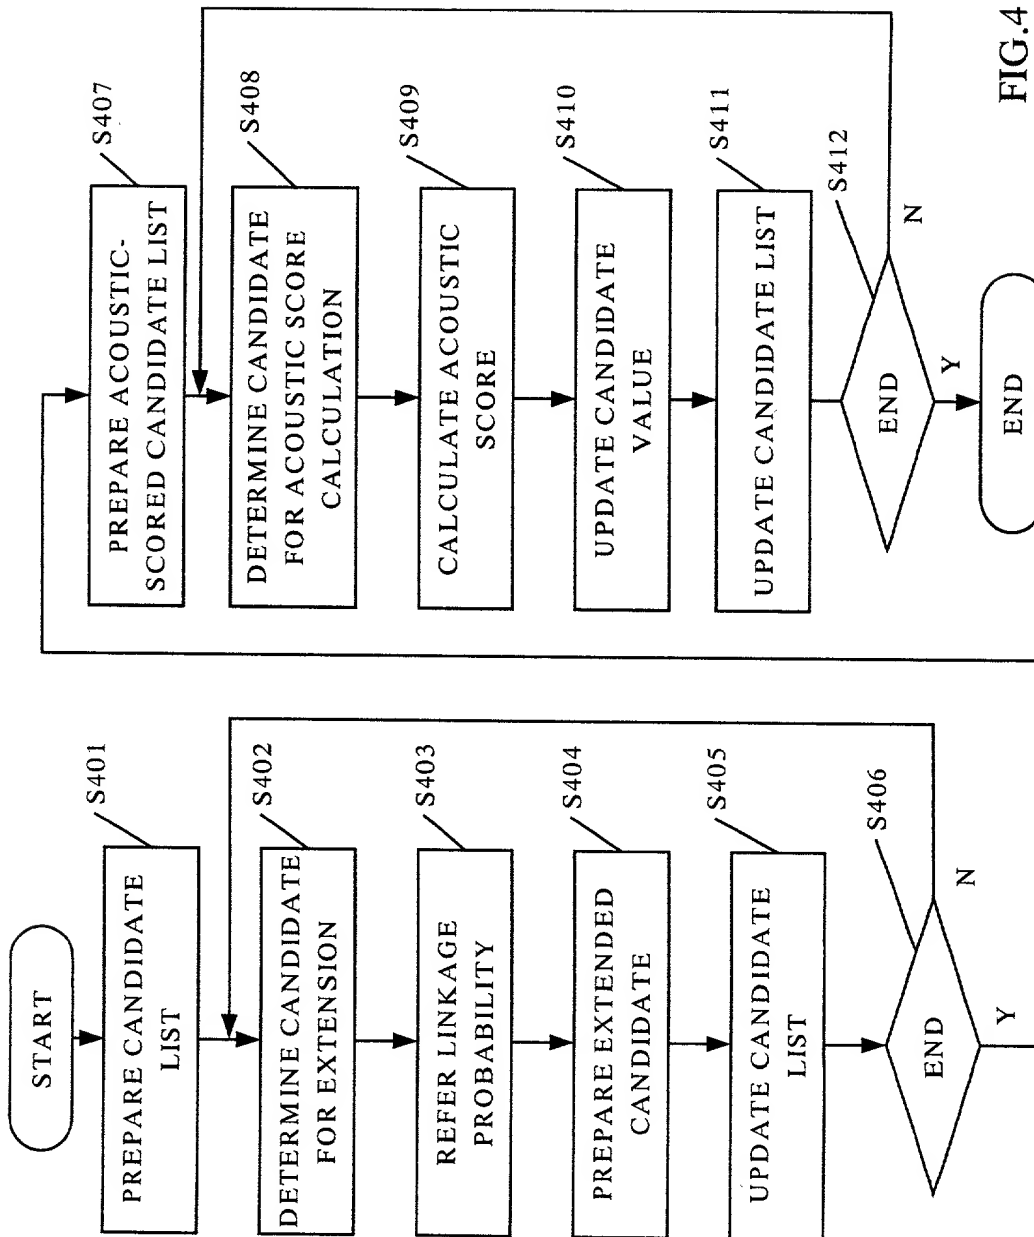 START
PREPARE CANDIDATE
LIST
S401
DETERMINE CANDIDATE
FOR EXTENSION
S402
REFER LINKAGE
PROBABILITY
S403
PREPARE EXTENDED
CANDIDATE
S404
UPDATE CANDIDATE
LIST
S405
END
S406
N
Y
PREPARE ACOUSTIC-
SCORED CANDIDATE LIST
S407
DETERMINE CANDIDATE
FOR ACOUSTIC SCORE
CALCULATION
S408
CALCULATE ACOUSTIC
SCORE
S409
UPDATE CANDIDATE
VALUE
S410
UPDATE CANDIDATE LIST
S411
END
S412
N
Y
END
FIG.4